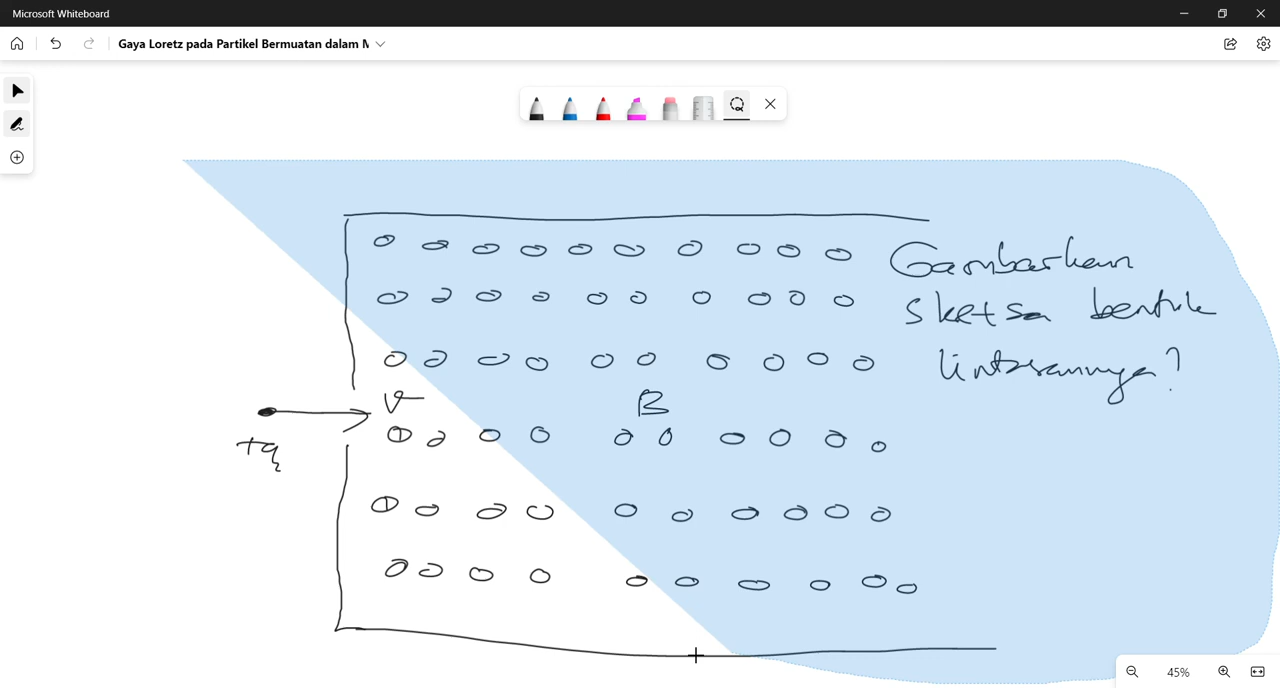 Microsoft Whiteboard
Gaya Loretz pada Partikel Bermuatan dalam M
Gambarkan
sketsa bentuk
lintasannya?
V
B
+q
45%